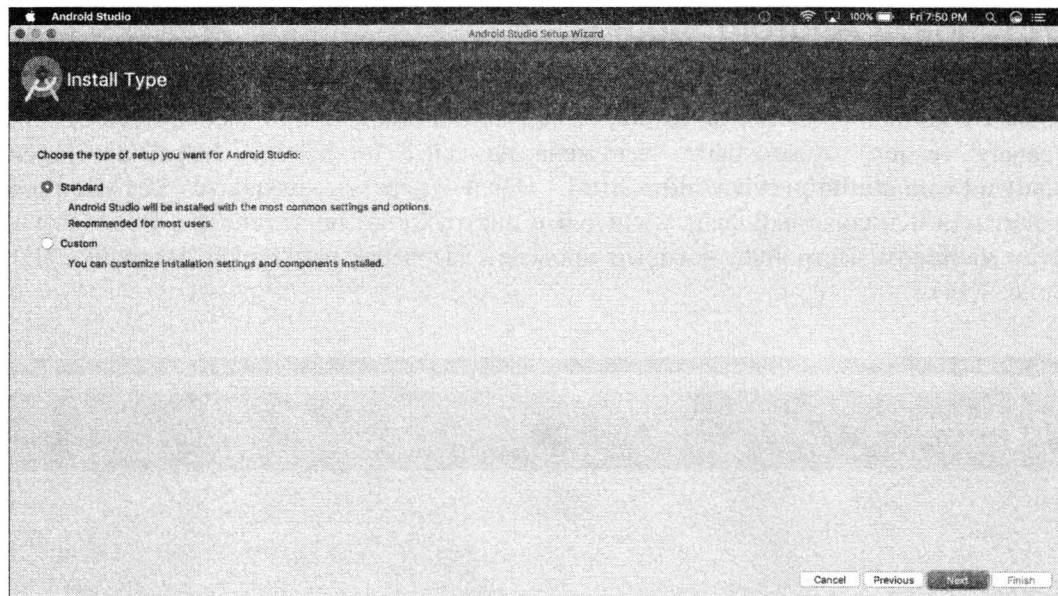 Android Studio 100% Fri 7:50 PM
Android Studio Setup Wizard
Install Type
Choose the type of setup you want for Android Studio:
Standard
Android Studio will be installed with the most common settings and options.
Recommended for most users.
Custom
You can customize installation settings and components installed.
Cancel Previous Next Finish